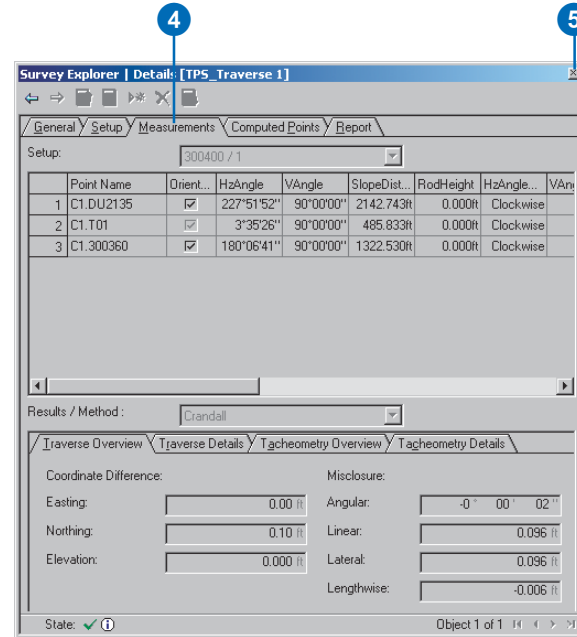 4
5
Survey Explorer | Details [TPS_Traverse 1]
General Setup Measurements Computed Points Report
Setup: 300400 / 1
Point Name Orient... HzAngle VAngle SlopeDist... RodHeight HzAngle... VAng
1 C1.DU2135 227°51'52" 90°00'00" 2142.743ft 0.000ft Clockwise
2 C1.T01 3°35'26" 90°00'00" 485.833ft 0.000ft Clockwise
3 C1.300360 180°06'41" 90°00'00" 1322.530ft 0.000ft Clockwise
Results / Method : Crandall
Traverse Overview Traverse Details Tacheometry Overview Tacheometry Details
Coordinate Difference: Misclosure:
Easting: 0.00 ft Angular: -0 ° 00 ' 02 "
Northing: 0.10 ft Linear: 0.096 ft
Elevation: 0.000 ft Lateral: 0.096 ft
Lengthwise: -0.006 ft
State: Object 1 of 1